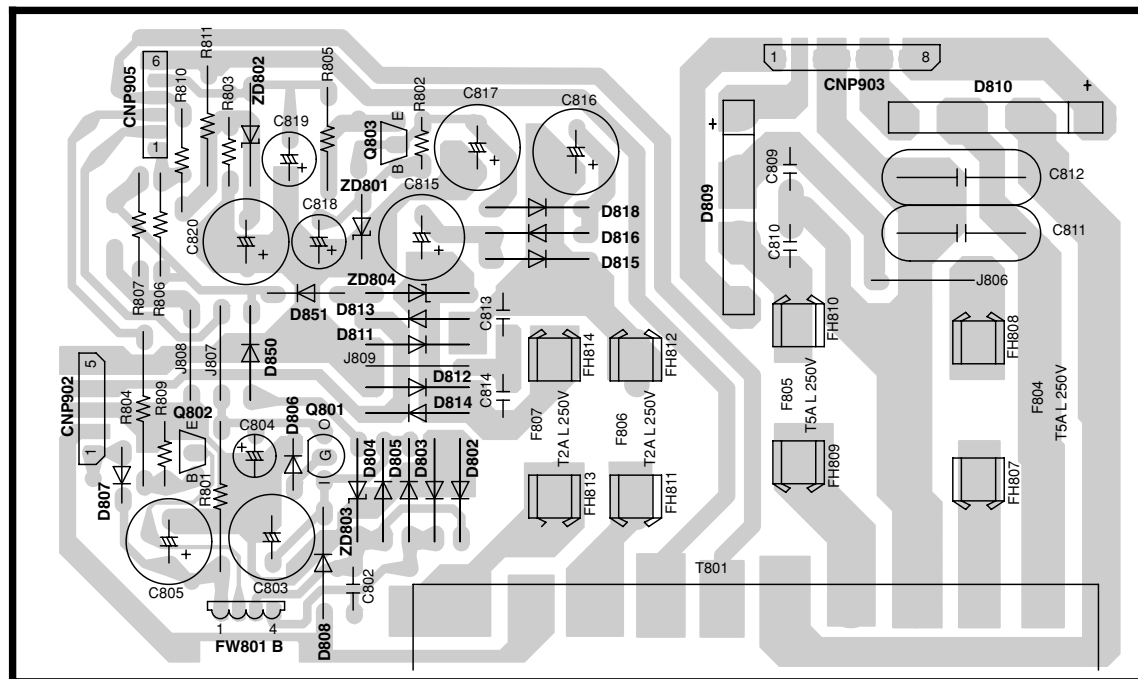 R811
CNP905
6
1
R810
R803
ZD802
R805
C819
Q803
E
B
R802
C817
C816
1
8
CNP903
D810
+
+
D809
C809
C812
C810
C811
J806
ZD801
C815
C818
C820
D818
D816
D815
R807
R806
ZD804
D851
D813
D811
J809
C813
D812
D814
C814
FH814
FH812
FH810
FH808
J808
J807
D850
CNP902
5
1
R804
R809
Q802
E
B
C804
D806
Q801
O
G
I
R801
D807
D804
D805
D803
D802
ZD803
F807
T2A L 250V
F806
T2A L 250V
F805
T5A L 250V
F804
T5A L 250V
FH813
FH811
FH809
FH807
C805
C803
C802
D808
T801
1
4
FW801 B